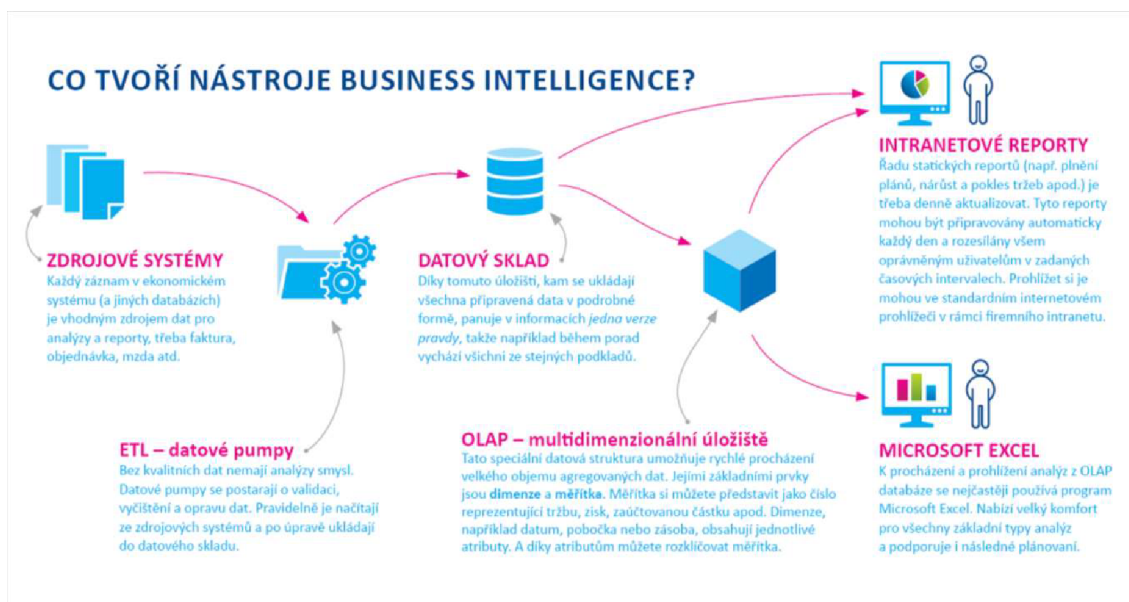 CO TVOŘÍ NÁSTROJE BUSINESS INTELLIGENCE?
ZDROJOVÉ SYSTÉMY
Každý záznam v ekonomickém
systému (a jiných databázích)
je vhodným zdrojem dat pro
analýzy a reporty, třeba faktura,
objednávka, mzda atd.
ETL – datové pumpy
Bez kvalitních dat nemají analýzy smysl.
Datové pumpy se postarají o validaci,
vyčištění a opravu dat. Pravidelně je načítají
ze zdrojových systémů a po úpravě ukládají
do datového skladu.
DATOVÝ SKLAD
Díky tomuto úložišti, kam se ukládají
všechna připravená data v podrobné
formě, panuje v informacích jedna verze
pravdy, takže například během porad
vychází všichni ze stejných podkladů.
OLAP – multidimenzionální úložiště
Tato speciální datová struktura umožňuje rychlé procházení
velkého objemu agregovaných dat. Jejími základními prvky
jsou dimenze a měřítka. Měřítka si můžete představit jako číslo
reprezentující tržbu, zisk, zaúčtovanou částku apod. Dimenze,
například datum, pobočka nebo zásoba, obsahují jednotlivé
atributy. A díky atributům můžete rozklíčovat měřítka.
INTRANETOVÉ REPORTY
Řadu statických reportů (např. plnění
plánů, nárůst a pokles tržeb apod.) je
třeba denně aktualizovat. Tyto reporty
mohou být připravovány automaticky
každý den a rozesílány všem
oprávněným uživatelům v zadaných
časových intervalech. Prohlížet si je
mohou ve standardním internetovém
prohlížeči v rámci firemního intranetu.
MICROSOFT EXCEL
K procházení a prohlížení analýz z OLAP
databáze se nejčastěji používá program
Microsoft Excel. Nabízí velký komfort
pro všechny základní typy analýz
a podporuje i následné plánovaní.